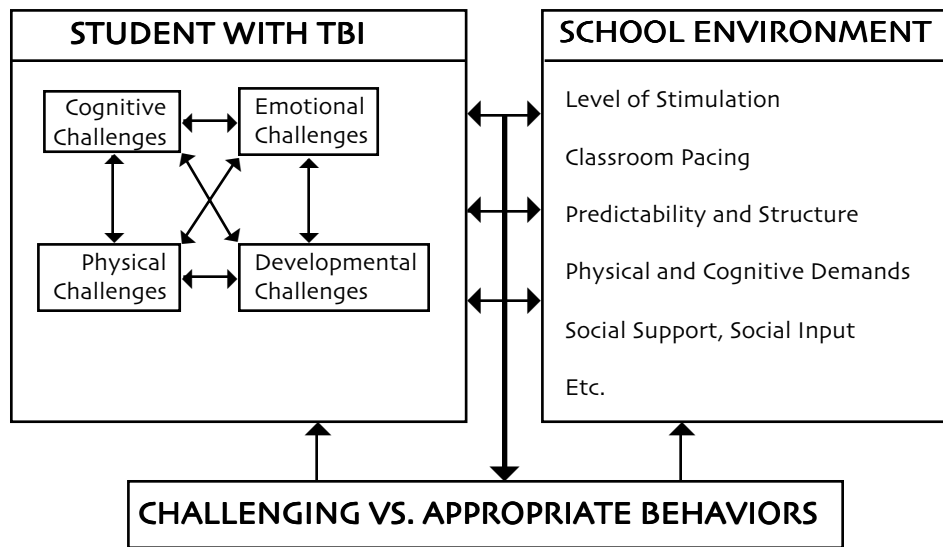 STUDENT WITH TBI
Cognitive
Challenges
Emotional
Challenges
Physical
Challenges
Developmental
Challenges
SCHOOL ENVIRONMENT
Level of Stimulation
Classroom Pacing
Predictability and Structure
Physical and Cognitive Demands
Social Support, Social Input
Etc.
CHALLENGING VS. APPROPRIATE BEHAVIORS